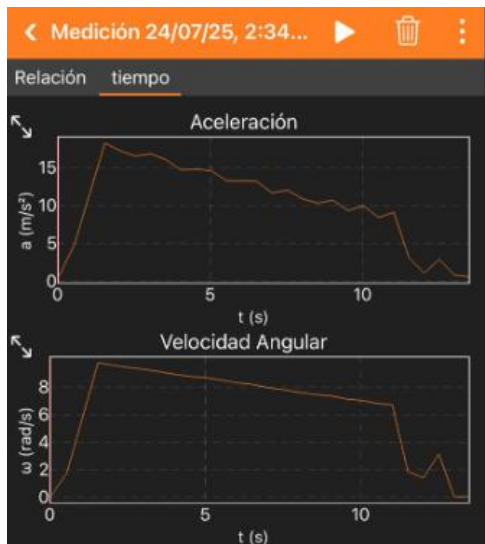 Medición 24/07/25, 2:34...
Relación tiempo
Aceleración
15
10
5
0
a (m/s²)
0 5 10
t (s)
Velocidad Angular
8
6
4
2
0
ω (rad/s)
0 5 10
t (s)